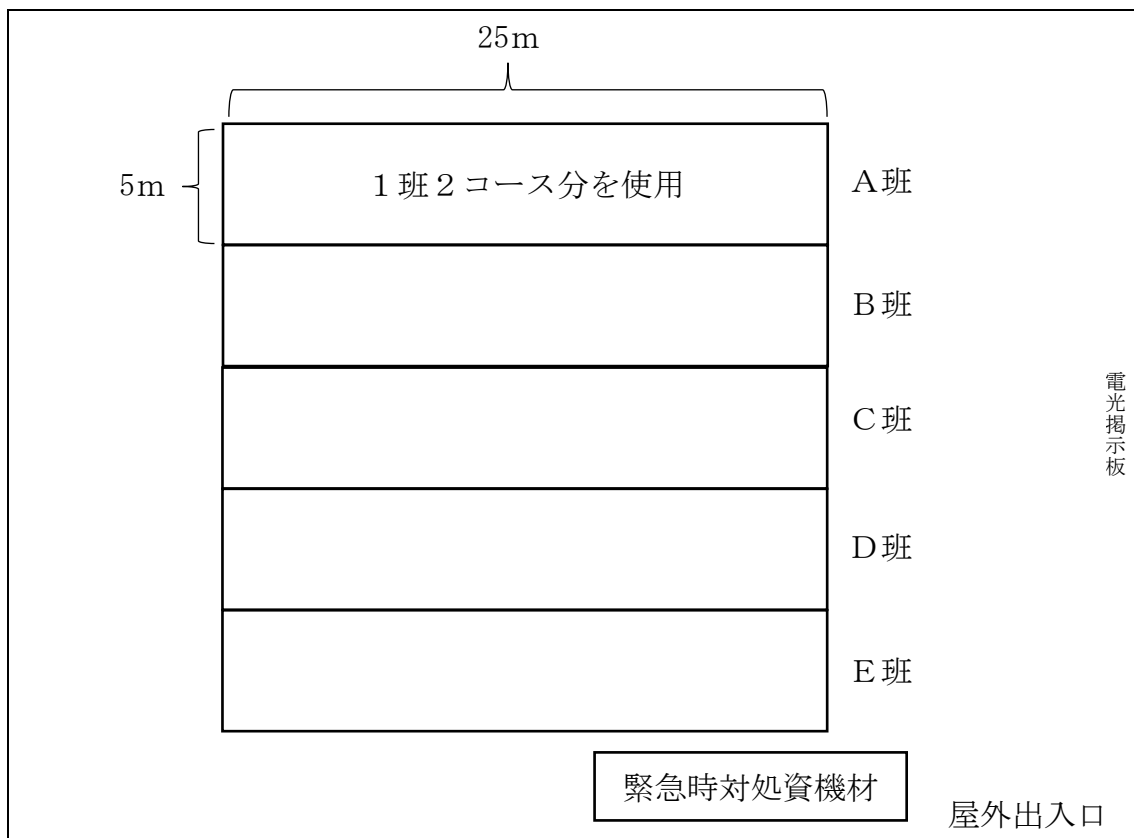 25m
5m
１班２コース分を使用
Ａ班
Ｂ班
Ｃ班
電光掲示板
Ｄ班
Ｅ班
緊急時対処資機材
屋外出入口